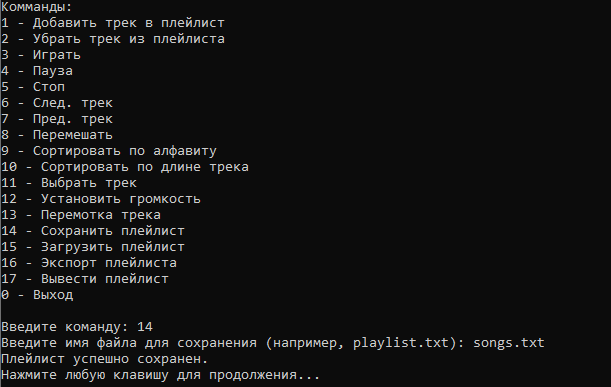 Комманды:
1 - Добавить трек в плейлист
2 - Убрать трек из плейлиста
3 - Играть
4 - Пауза
5 - Стоп
6 - След. трек
7 - Пред. трек
8 - Перемешать
9 - Сортировать по алфавиту
10 - Сортировать по длине трека
11 - Выбрать трек
12 - Установить громкость
13 - Перемотка трека
14 - Сохранить плейлист
15 - Загрузить плейлист
16 - Экспорт плейлиста
17 - Вывести плейлист
0 - Выход
Введите команду: 14
Введите имя файла для сохранения (например, playlist.txt): songs.txt
Плейлист успешно сохранен.
Нажмите любую клавишу для продолжения...